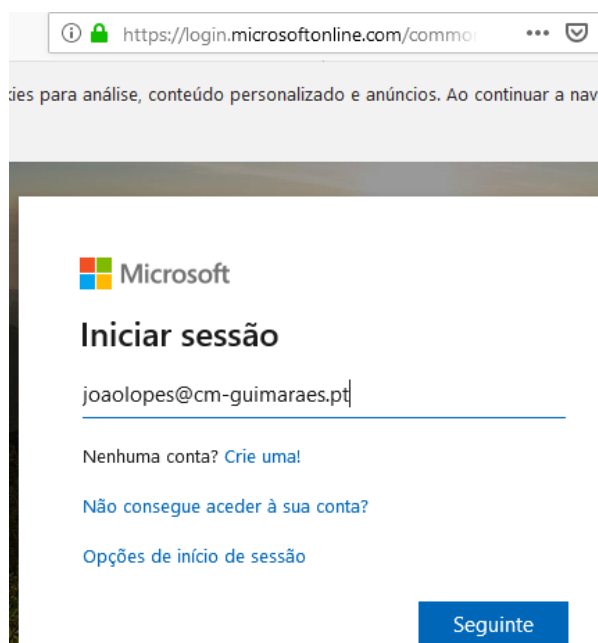 https://login.microsoftonline.com/commo
kies para análise, conteúdo personalizado e anúncios. Ao continuar a nav
Microsoft
Iniciar sessão
joaolopes@cm-guimaraes.pt
Nenhuma conta? Crie uma!
Não consegue aceder à sua conta?
Opções de início de sessão
Seguinte